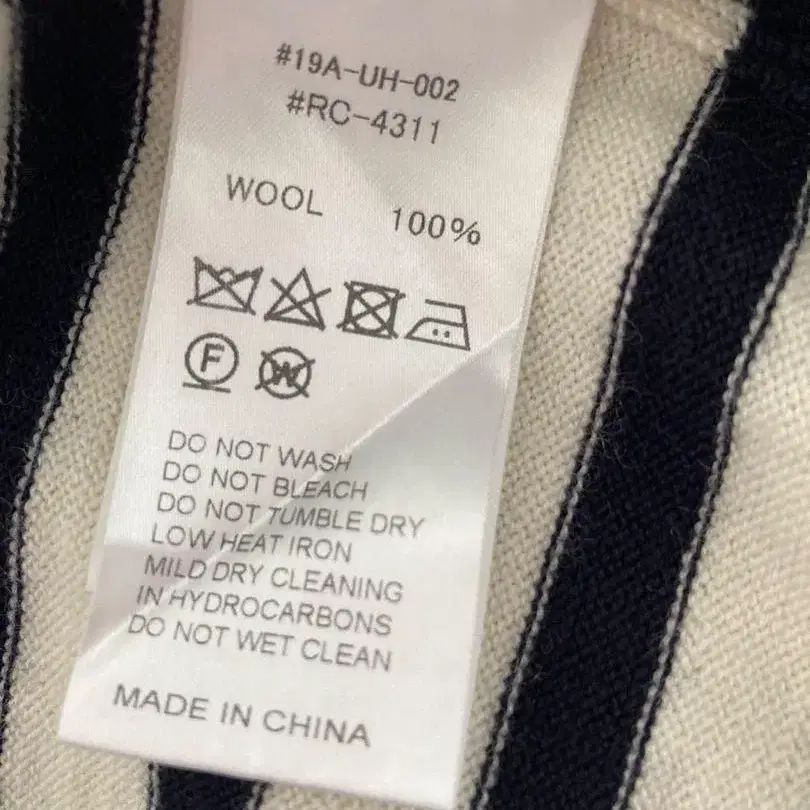 #19A-UH-002
#RC-4311
WOOL 100%
F W
DO NOT WASH
DO NOT BLEACH
DO NOT TUMBLE DRY
LOW HEAT IRON
MILD DRY CLEANING
IN HYDROCARBONS
DO NOT WET CLEAN
MADE IN CHINA